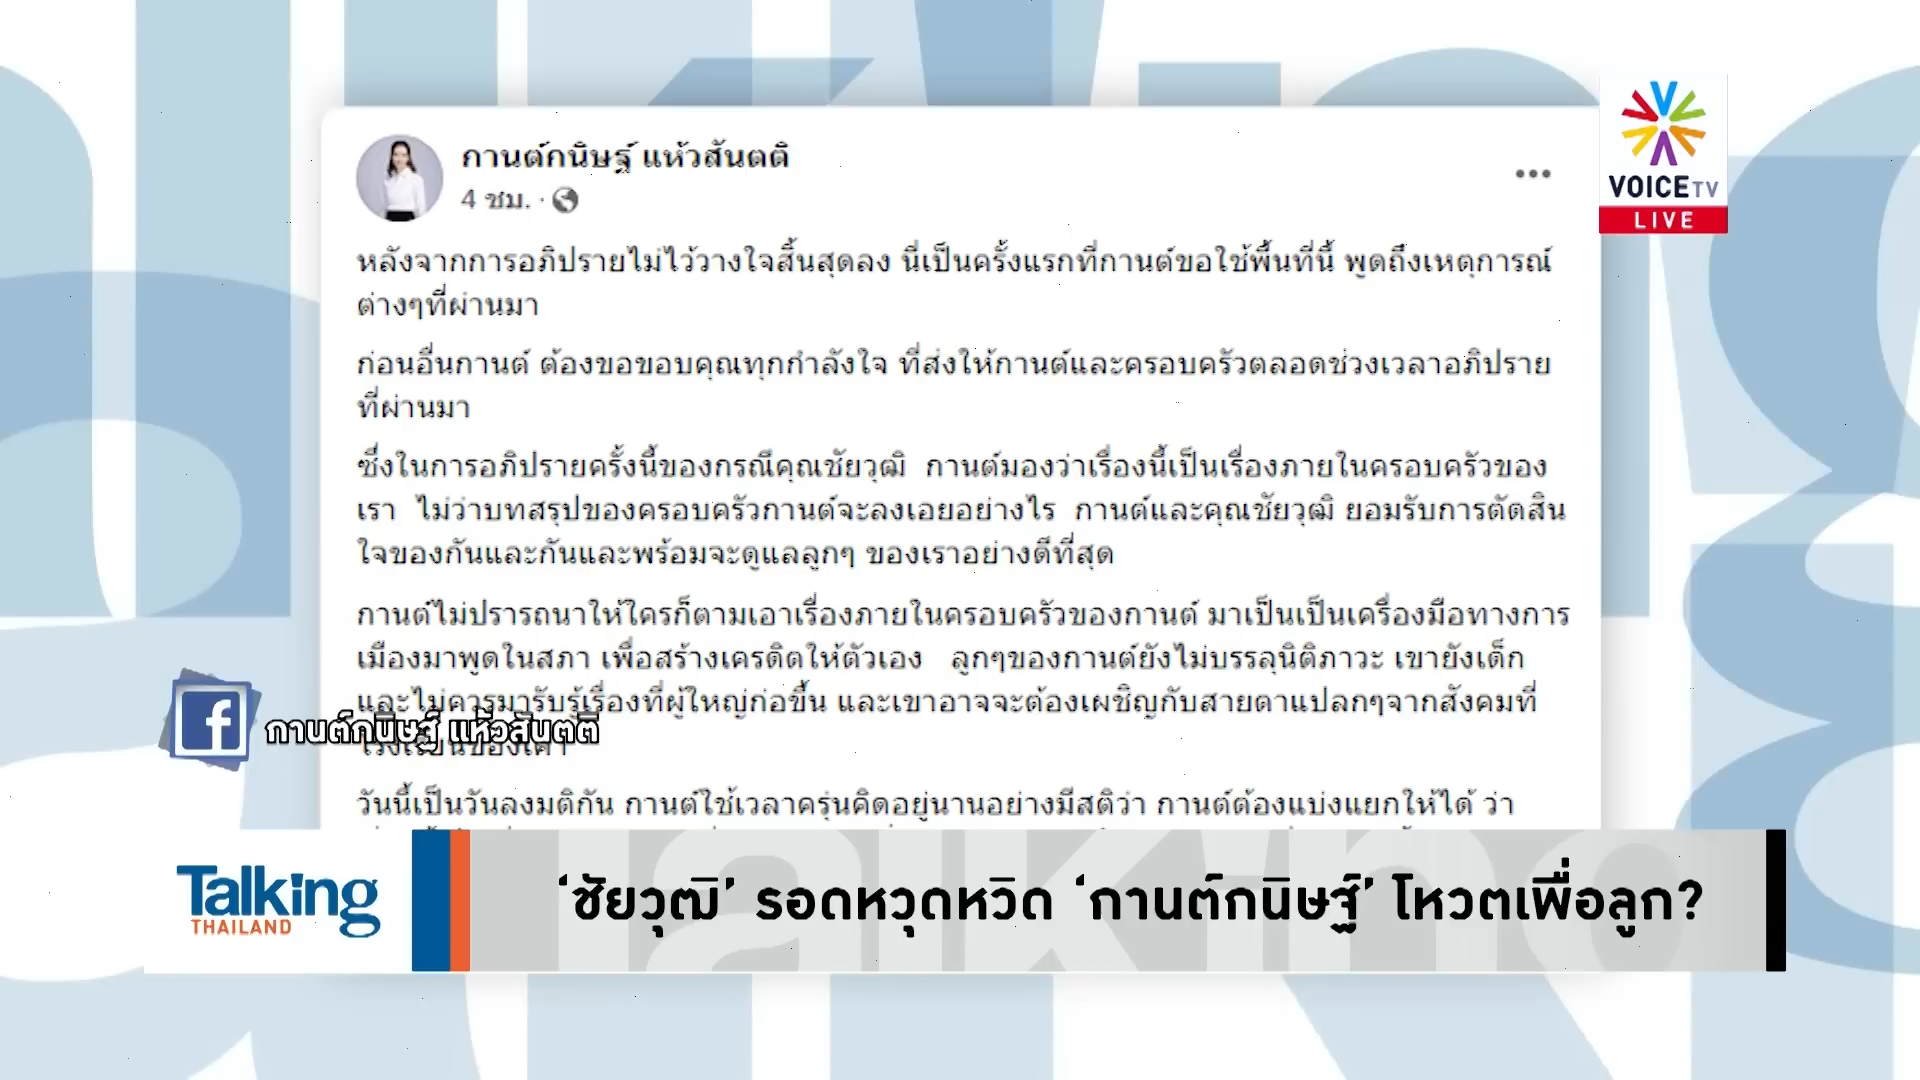 กานต์กนิษฐ์ แห้วสันตติ
4 ชม. ·
VOICE TV
LIVE
หลังจากการอภิปรายไม่ไว้วางใจสิ้นสุดลง นี่เป็นครั้งแรกที่กานต์ขอใช้พื้นที่นี้ พูดถึงเหตุการณ์
ต่างๆที่ผ่านมา
ก่อนอื่นกานต์ ต้องขอขอบคุณทุกกำลังใจ ที่ส่งให้กานต์และครอบครัวตลอดช่วงเวลาอภิปราย
ที่ผ่านมา
ซึ่งในการอภิปรายครั้งนี้ของกรณีคุณชัยวุฒิ กานต์มองว่าเรื่องนี้เป็นเรื่องภายในครอบครัวของ
เรา ไม่ว่าบทสรุปของครอบครัวกานต์จะลงเอยอย่างไร กานต์และคุณชัยวุฒิ ยอมรับการตัดสิน
ใจของกันและกันและพร้อมจะดูแลลูกๆ ของเราอย่างดีที่สุด
กานต์ไม่ปรารถนาให้ใครก็ตามเอาเรื่องภายในครอบครัวของกานต์ มาเป็นเป็นเครื่องมือทางการ
เมืองมาพูดในสภา เพื่อสร้างเครดิตให้ตัวเอง ลูกๆของกานต์ยังไม่บรรลุนิติภาวะ เขายังเด็ก
และไม่ควรมารับรู้เรื่องที่ผู้ใหญ่ก่อขึ้น และเขาอาจจะต้องเผชิญกับสายตาแปลกๆจากสังคมที่
กานต์กนิษฐ์ แห้วสันตติ
วันนี้เป็นวันลงมติกัน กานต์ใช้เวลาครุ่นคิดอยู่นานอย่างมีสติว่า กานต์ต้องแบ่งแยกให้ได้ ว่า
Talking
THAILAND
‘ชัยวุฒิ’ รอดหวุดหวิด ‘กานต์กนิษฐ์’ โหวตเพื่อลูก?